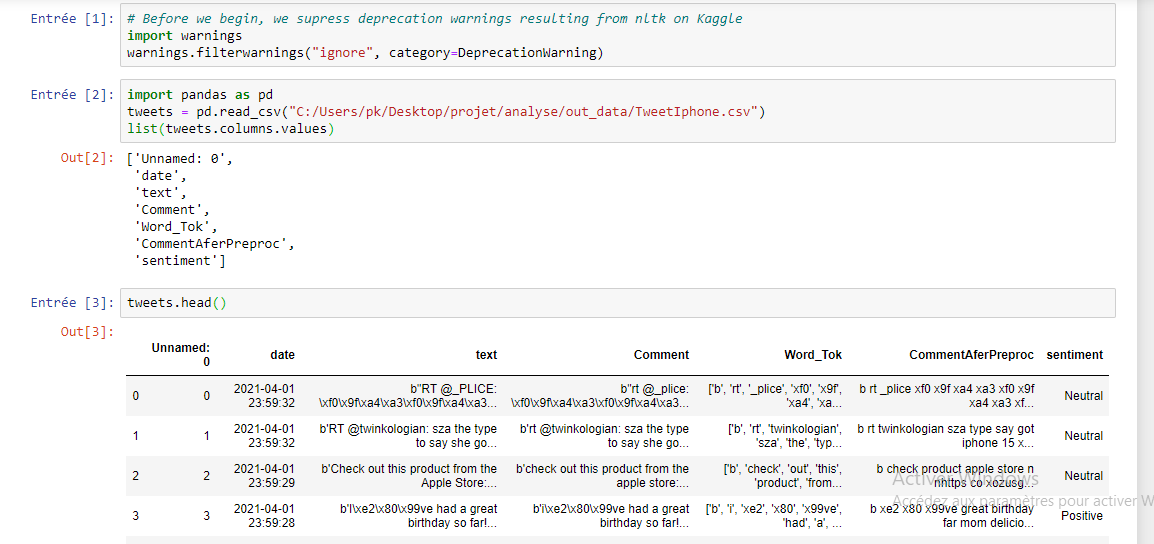 Entrée [1]: # Before we begin, we supress deprecation warnings resulting from nltk on Kaggle
import warnings
warnings.filterwarnings("ignore", category=DeprecationWarning)
Entrée [2]: import pandas as pd
tweets = pd.read_csv("C:/Users/pk/Desktop/projet/analyse/out_data/TweetIphone.csv")
list(tweets.columns.values)
Out[2]: ['Unnamed: 0',
'date',
'text',
'Comment',
'Word_Tok',
'CommentAferPreproc',
'sentiment']
Entrée [3]: tweets.head()
Out[3]:
Unnamed: 0 date text Comment Word_Tok CommentAferPreproc sentiment
0 0 2021-04-01 23:59:32 b"RT @_PLICE: \xf0\x9f\xa4\xa3\xf0\x9f\xa4\xa3... b"rt @_plice: \xf0\x9f\xa4\xa3\xf0\x9f\xa4\xa3... ['b', 'rt', '_plice', 'xf0', 'x9f', 'xa4', 'xa... b rt _plice xf0 x9f xa4 xa3 xf0 x9f xa4 xa3 xf... Neutral
1 1 2021-04-01 23:59:32 b'RT @twinkologian: sza the type to say she go... b'rt @twinkologian: sza the type to say she go... ['b', 'rt', 'twinkologian', 'sza', 'the', 'typ... b rt twinkologian sza type say got iphone 15 x... Neutral
2 2 2021-04-01 23:59:29 b'Check out this product from the Apple Store:... b'check out this product from the apple store:... ['b', 'check', 'out', 'this', 'product', 'from... b check product apple store n nhttps co xozusg... Neutral
3 3 2021-04-01 23:59:28 b'I\xe2\x80\x99ve had a great birthday so far!... b'i\xe2\x80\x99ve had a great birthday so far!... ['b', 'i', 'xe2', 'x80', 'x99ve', 'had', 'a', ... b xe2 x80 x99ve great birthday far mom delicio... Positive
Activer Windows
Accédez aux paramètres pour activer W